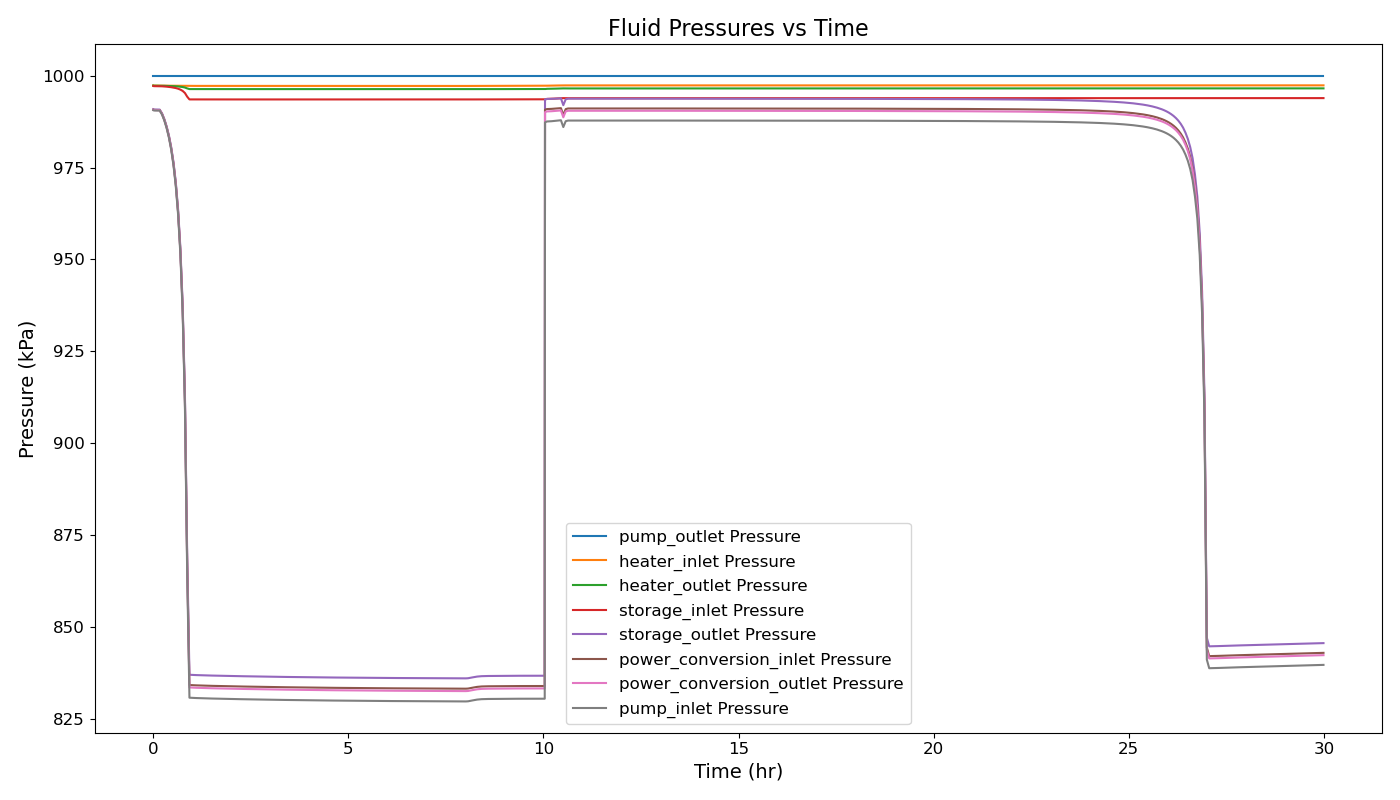 Fluid Pressures vs Time
Pressure (kPa)
1000
975
950
925
900
875
850
825
pump_outlet Pressure
heater_inlet Pressure
heater_outlet Pressure
storage_inlet Pressure
storage_outlet Pressure
power_conversion_inlet Pressure
power_conversion_outlet Pressure
pump_inlet Pressure
0 5 10 15 20 25 30
Time (hr)